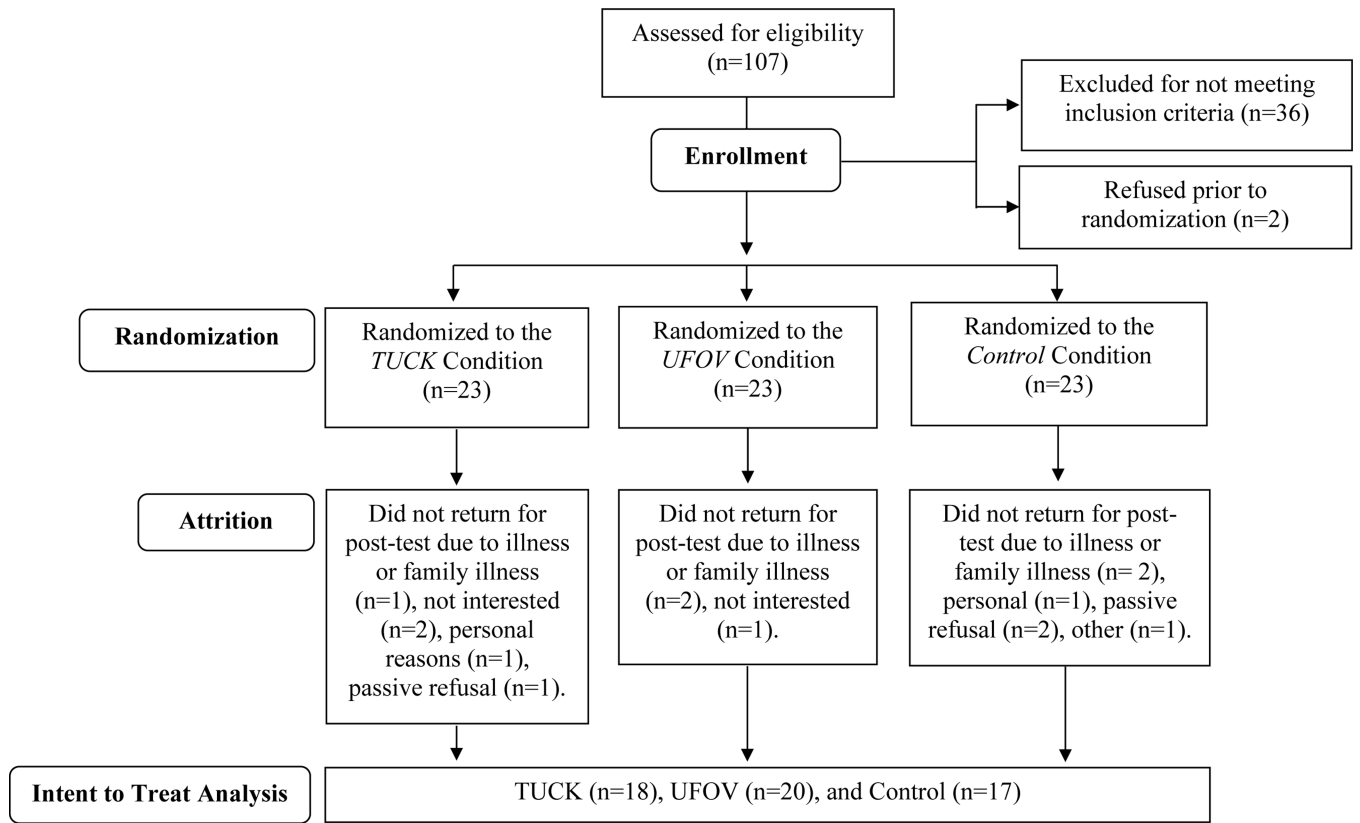 Assessed for eligibility
(n=107)
Excluded for not meeting
inclusion criteria (n=36)
Enrollment
Refused prior to
randomization (n=2)
Randomization
Randomized to the
TUCK Condition
(n=23)
Randomized to the
UFOV Condition
(n=23)
Randomized to the
Control Condition
(n=23)
Attrition
Did not return for
post-test due to illness
or family illness
(n=1), not interested
(n=2), personal
reasons (n=1),
passive refusal (n=1).
Did not return for
post-test due to illness
or family illness
(n=2), not interested
(n=1).
Did not return for post-
test due to illness or
family illness (n= 2),
personal (n=1), passive
refusal (n=2), other (n=1).
Intent to Treat Analysis
TUCK (n=18), UFOV (n=20), and Control (n=17)